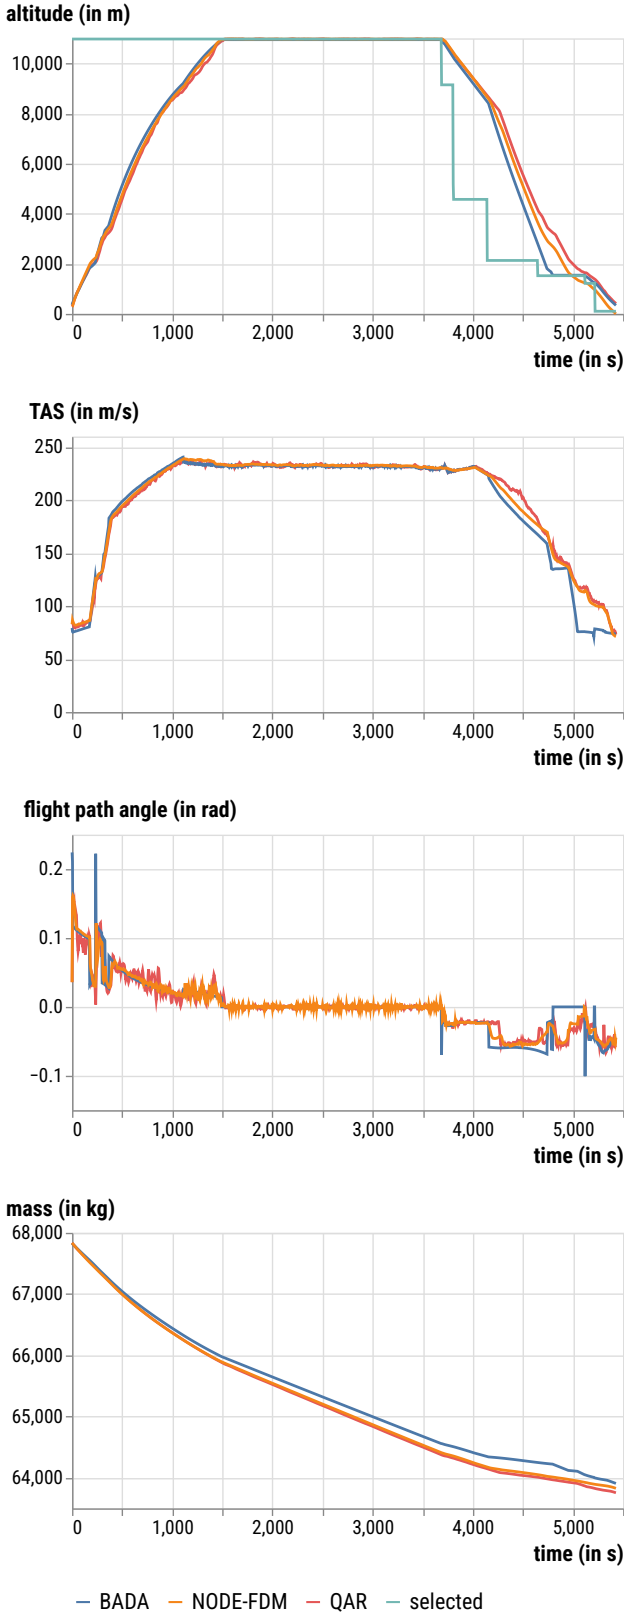 altitude (in m)
10,000
8,000
6,000
4,000
2,000
0
0 1,000 2,000 3,000 4,000 5,000
time (in s)
TAS (in m/s)
250
200
150
100
50
0
0 1,000 2,000 3,000 4,000 5,000
time (in s)
flight path angle (in rad)
0.2
0.1
0.0
−0.1
0 1,000 2,000 3,000 4,000 5,000
time (in s)
mass (in kg)
68,000
67,000
66,000
65,000
64,000
0 1,000 2,000 3,000 4,000 5,000
time (in s)
BADA NODE-FDM QAR selected